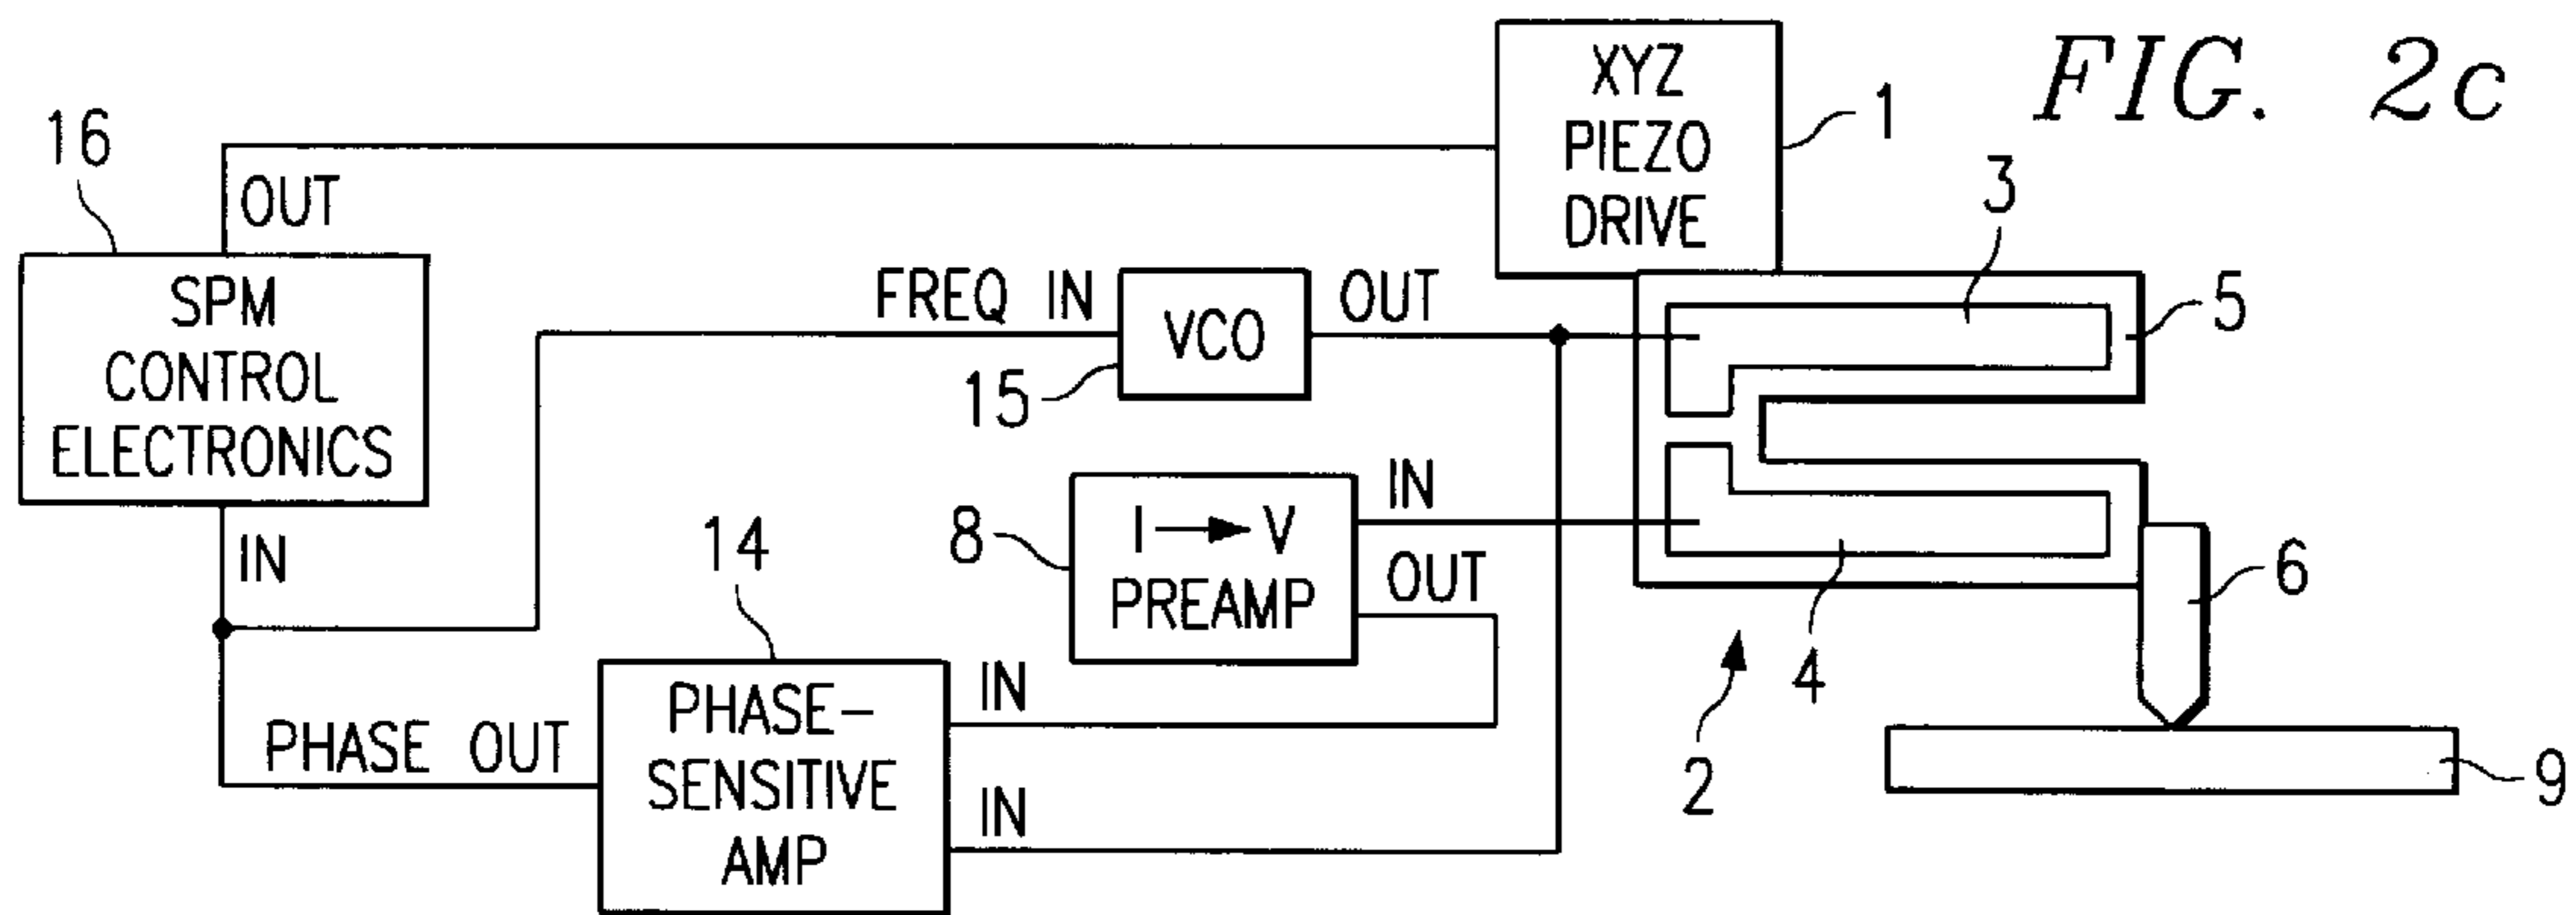 FIG. 2c
XYZ
PIEZO
DRIVE
1
16
OUT
SPM
CONTROL
ELECTRONICS
IN
FREQ IN
VCO
OUT
15
3
5
8
I V
PREAMP
IN
OUT
14
PHASE-
SENSITIVE
AMP
IN
IN
PHASE OUT
2
4
6
9